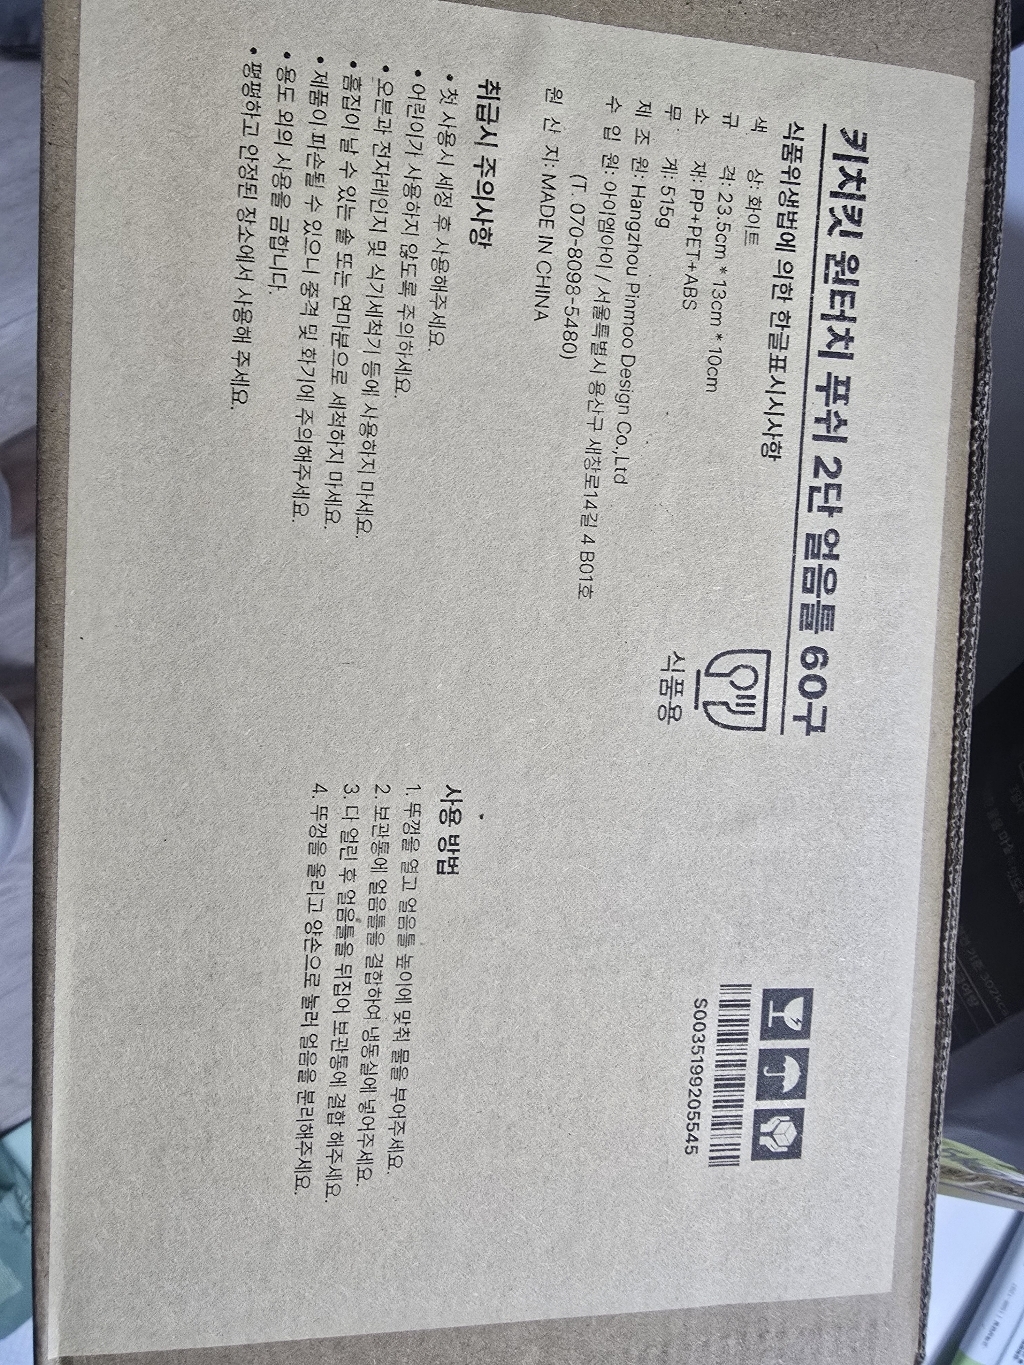 키치킷 원터치 푸쉬 2단 얼음틀 60구
식품위생법에 의한 한글표시사항
색 상: 화이트
규 격: 23.5cm * 13cm * 10cm
소 재: PP+PET+ABS
무 게: 515g
제 조 원: Hangzhou Pinmoo Design Co.,Ltd
수 입 원: 아이엠아이 / 서울특별시 용산구 새창로14길 4 B01호
(T. 070-8098-5480)
원 산 지: MADE IN CHINA
식품용
S0035199205545
취급시 주의사항
• 첫 사용시 세정 후 사용해주세요.
• 어린이가 사용하지 않도록 주의하세요.
• 오븐과 전자레인지 및 식기세척기 등에 사용하지 마세요.
• 흠집이 날 수 있는 솔 또는 연마분으로 세척하지 마세요.
• 제품이 파손될 수 있으니 충격 및 화기에 주의해주세요.
• 용도 외의 사용을 금합니다.
• 평평하고 안정된 장소에서 사용해 주세요.
사용 방법
1. 뚜껑을 열고 얼음틀 높이에 맞춰 물을 부어주세요.
2. 보관통에 얼음틀을 결합하여 냉동실에 넣어주세요.
3. 다 얼린 후 얼음틀을 뒤집어 보관통에 결합 해주세요.
4. 뚜껑을 올리고 양손으로 눌러 얼음을 분리해주세요.